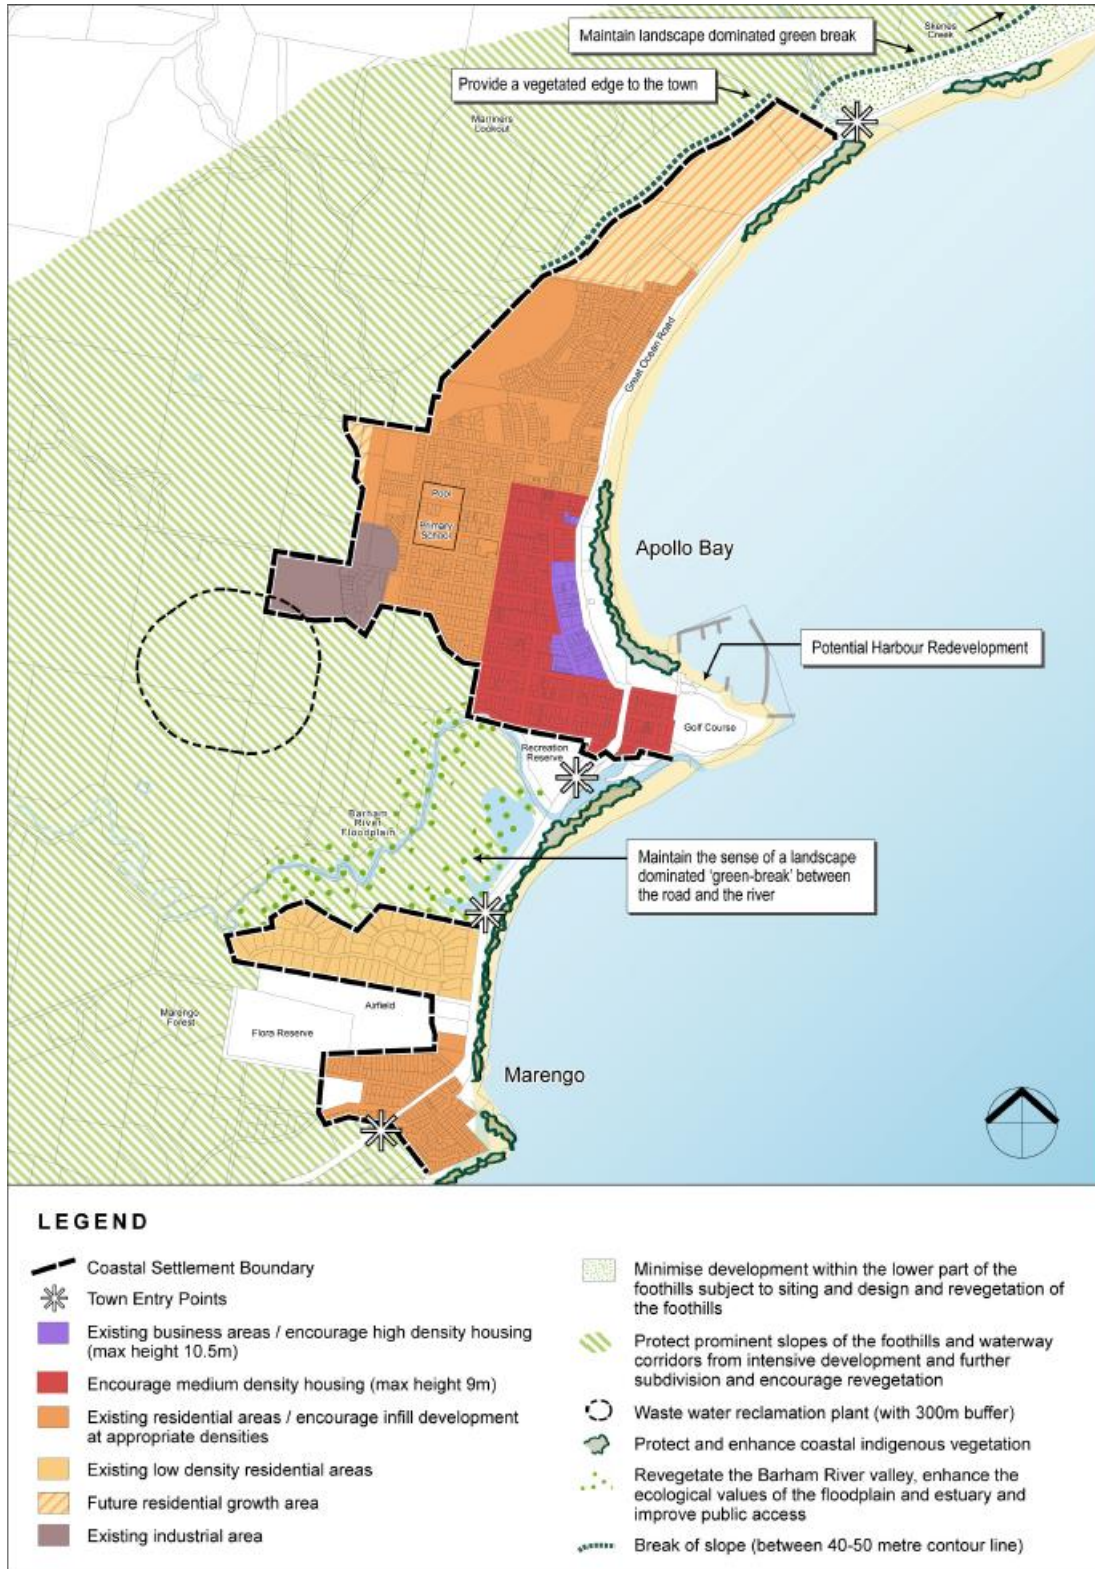 Skenes
Creek
Maintain landscape dominated green break
Provide a vegetated edge to the town
Marriners
Lookout
Great Ocean Road
Pool
Primary
School
Apollo Bay
Potential Harbour Redevelopment
Golf Course
Recreation
Reserve
Barham
River
Floodplain
Maintain the sense of a landscape
dominated 'green-break' between
the road and the river
Airfield
Marengo
Forest
Flora Reserve
Marengo
LEGEND
Coastal Settlement Boundary
Town Entry Points
Existing business areas / encourage high density housing
(max height 10.5m)
Encourage medium density housing (max height 9m)
Existing residential areas / encourage infill development
at appropriate densities
Existing low density residential areas
Future residential growth area
Existing industrial area
Minimise development within the lower part of the
foothills subject to siting and design and revegetation of
the foothills
Protect prominent slopes of the foothills and waterway
corridors from intensive development and further
subdivision and encourage revegetation
Waste water reclamation plant (with 300m buffer)
Protect and enhance coastal indigenous vegetation
Revegetate the Barham River valley, enhance the
ecological values of the floodplain and estuary and
improve public access
Break of slope (between 40-50 metre contour line)